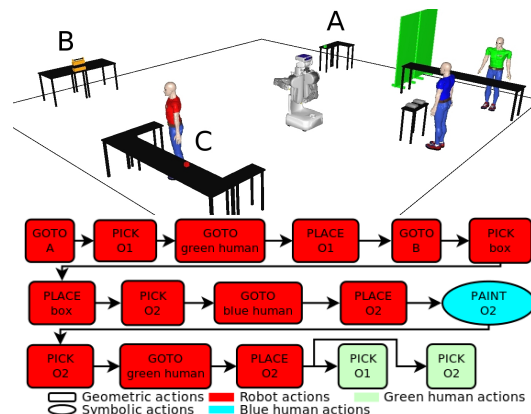 A
B
C
GOTO
A
PICK
O1
GOTO
green human
PLACE
O1
GOTO
B
PICK
box
PLACE
box
PICK
O2
GOTO
blue human
PLACE
O2
PAINT
O2
PICK
O2
GOTO
green human
PLACE
O2
PICK
O1
PICK
O2
Geometric actions Robot actions Green human actions
Symbolic actions Blue human actions